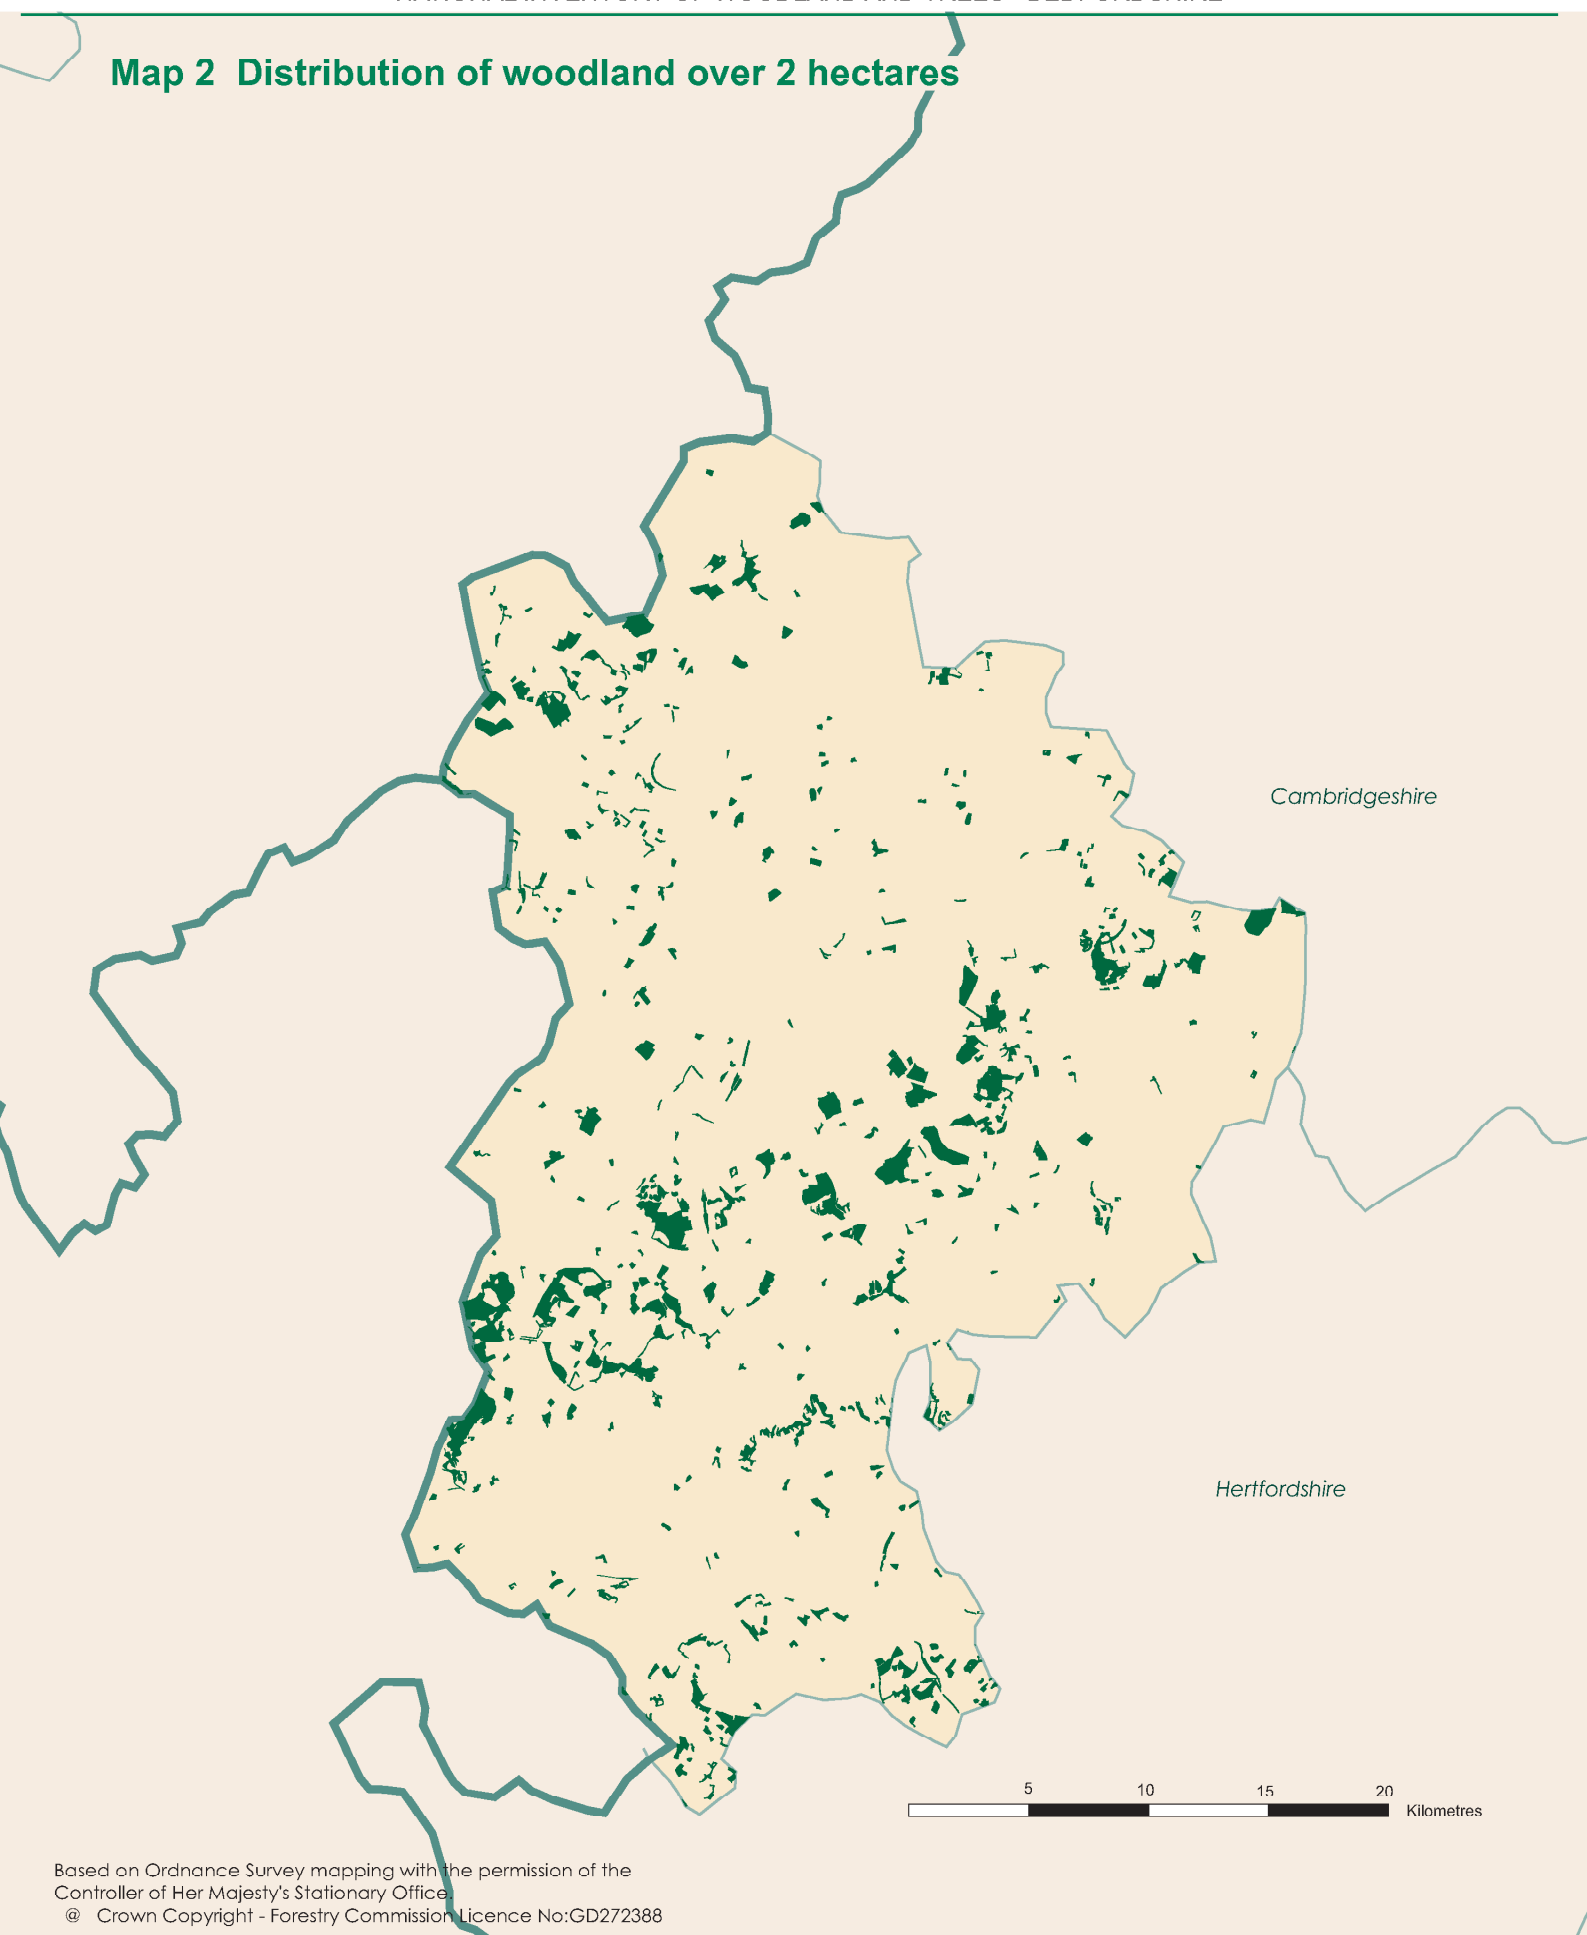 Map 2 Distribution of woodland over 2 hectares
Cambridgeshire
Hertfordshire
5 10 15 20
Kilometres
Based on Ordnance Survey mapping with the permission of the
Controller of Her Majesty's Stationary Office.
@ Crown Copyright - Forestry Commission Licence No:GD272388